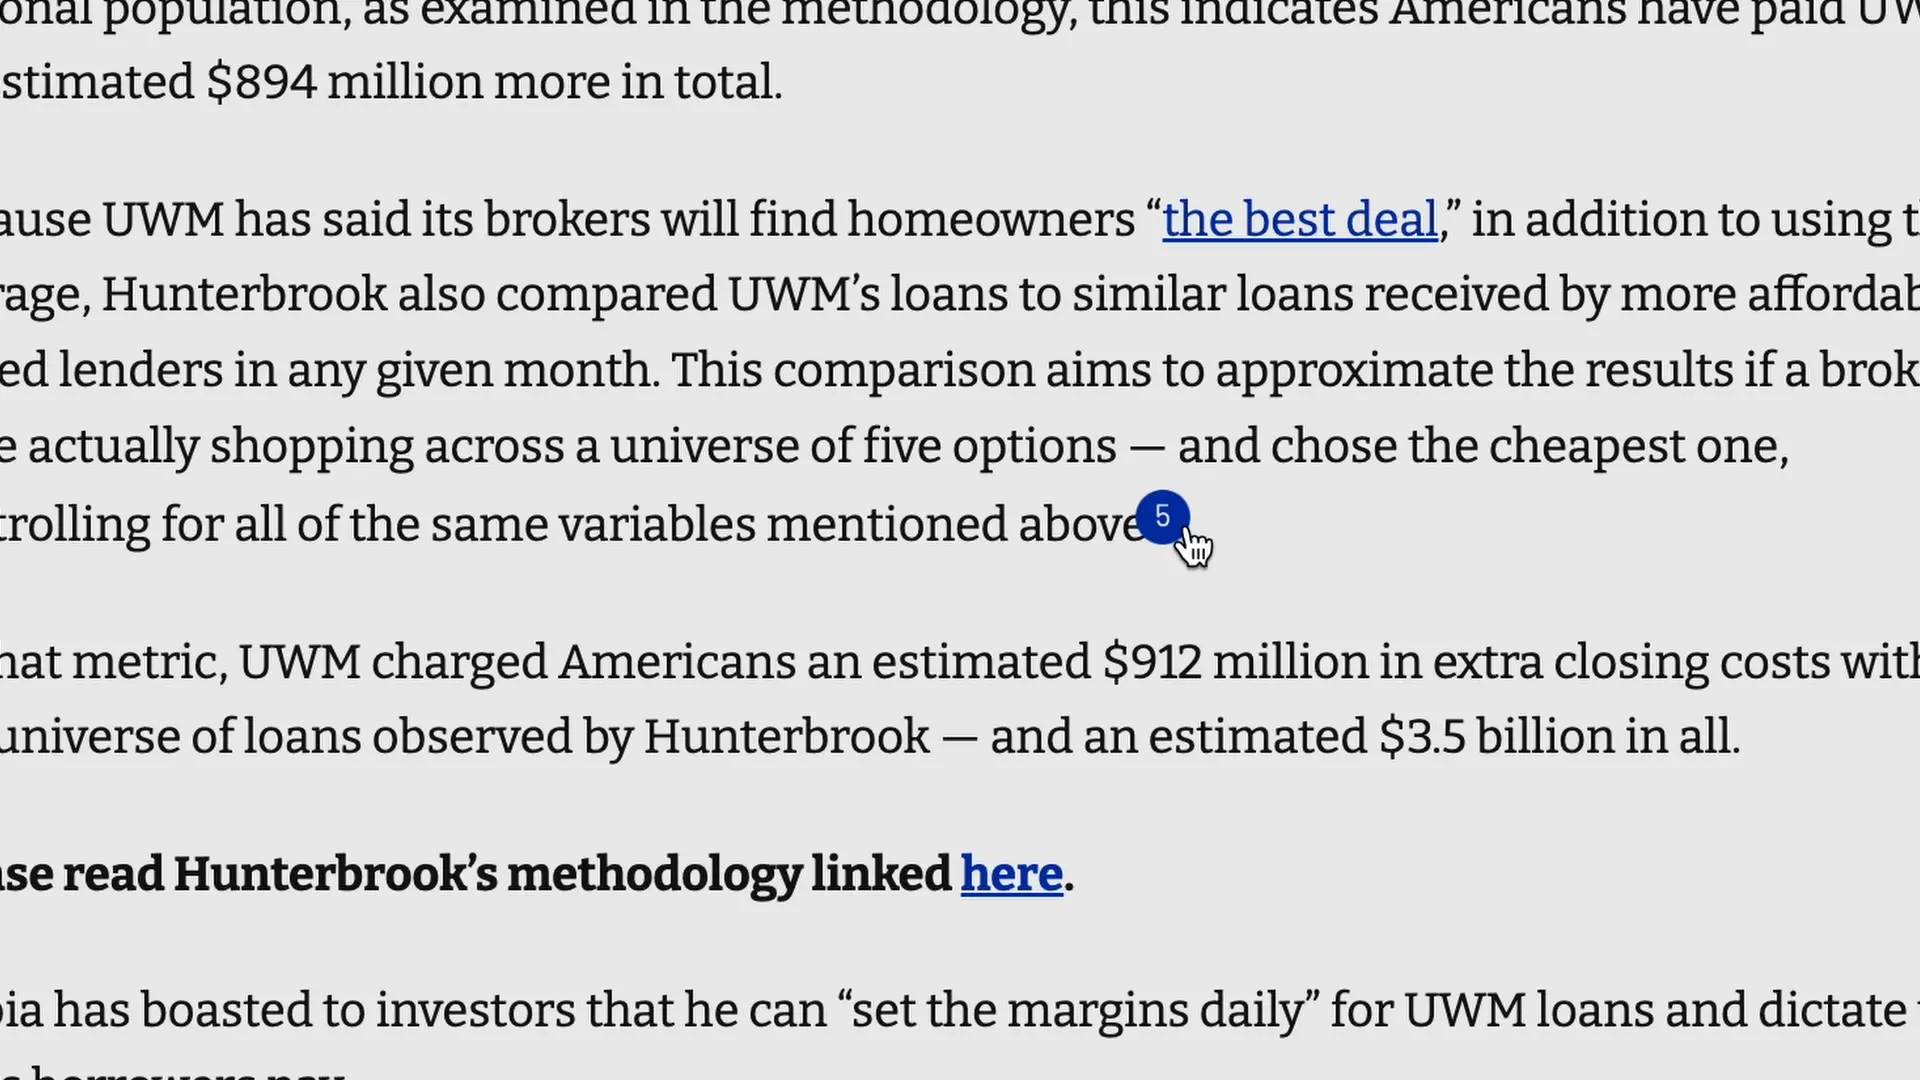 onal population, as examined in the methodology, this indicates Americans have paid UW
stimated $894 million more in total.
ause UWM has said its brokers will find homeowners “the best deal,” in addition to using t
rage, Hunterbrook also compared UWM’s loans to similar loans received by more affordab
ed lenders in any given month. This comparison aims to approximate the results if a brok
e actually shopping across a universe of five options — and chose the cheapest one,
trolling for all of the same variables mentioned above 5
hat metric, UWM charged Americans an estimated $912 million in extra closing costs with
universe of loans observed by Hunterbrook — and an estimated $3.5 billion in all.
ase read Hunterbrook’s methodology linked here.
bia has boasted to investors that he can “set the margins daily” for UWM loans and dictate
s borrowers pay.